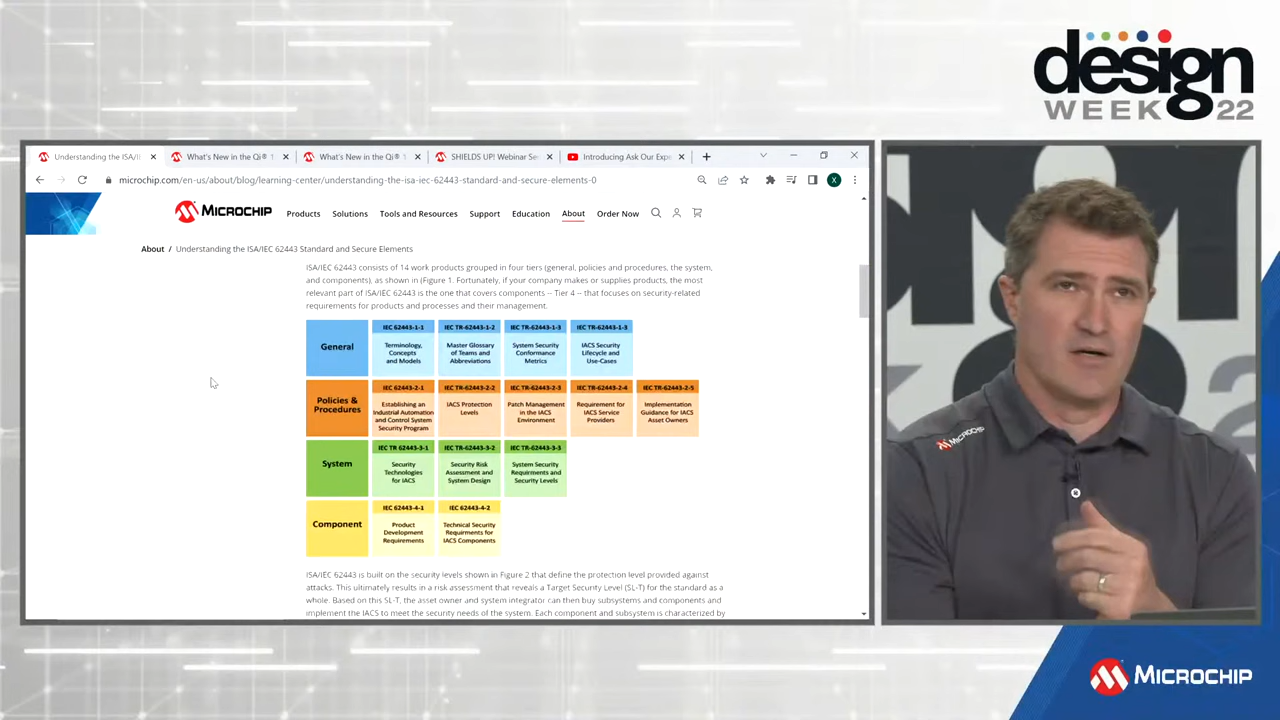 design
WEEK 22
Understanding the ISA/I
What's New in the Qi® 1
What's New in the Qi® 1
SHIELDS UP! Webinar Se
Introducing Ask Our Exp
microchip.com/en-us/about/blog/learning-center/understanding-the-isa-iec-62443-standard-and-secure-elements-0
X
MICROCHIP
Products Solutions Tools and Resources Support Education About Order Now
About / Understanding the ISA/IEC 62443 Standard and Secure Elements
ISA/IEC 62443 consists of 14 work products grouped in four tiers (general, policies and procedures, the system,
and components), as shown in (Figure 1. Fortunately, if your company makes or supplies products, the most
relevant part of ISA/IEC 62443 is the one that covers components -- Tier 4 -- that focuses on security-related
requirements for products and processes and their management.
General
IEC 62443-1-1
Terminology,
Concepts
and Models
IEC TR-62443-1-2
Master Glossary
of Teams and
Abbreviations
IEC TR-62443-1-3
System Security
Conformance
Metrics
IEC TR-62443-1-3
IACS Security
Lifecycle and
Use-Cases
Policies &
Procedures
IEC 62443-2-1
Establishing an
Industrial Automation
and Control System
Security Program
IEC TR-62443-2-2
IACS Protection
Levels
IEC TR-62443-2-3
Patch Management
in the IACS
Environment
IEC TR-62443-2-4
Requirement for
IACS Service
Providers
IEC TR-62443-2-5
Implementation
Guidance for IACS
Asset Owners
System
IEC TR 62443-3-1
Security
Technologies
for IACS
IEC TR-62443-3-2
Security Risk
Assessment and
System Design
IEC TR-62443-3-3
System Security
Requirments and
Security Levels
Component
IEC 62443-4-1
Product
Development
Requirements
IEC 62443-4-2
Technical Security
Requirments for
IACS Components
ISA/IEC 62443 is built on the security levels shown in Figure 2 that define the protection level provided against
attacks. This ultimately results in a risk assessment that reveals a Target Security Level (SL-T) for the standard as a
whole. Based on this SL-T, the asset owner and system integrator can then buy subsystems and components and
implement the IACS to meet the security needs of the system. Each component and subsystem is characterized by
MICROCHIP
MICROCHIP